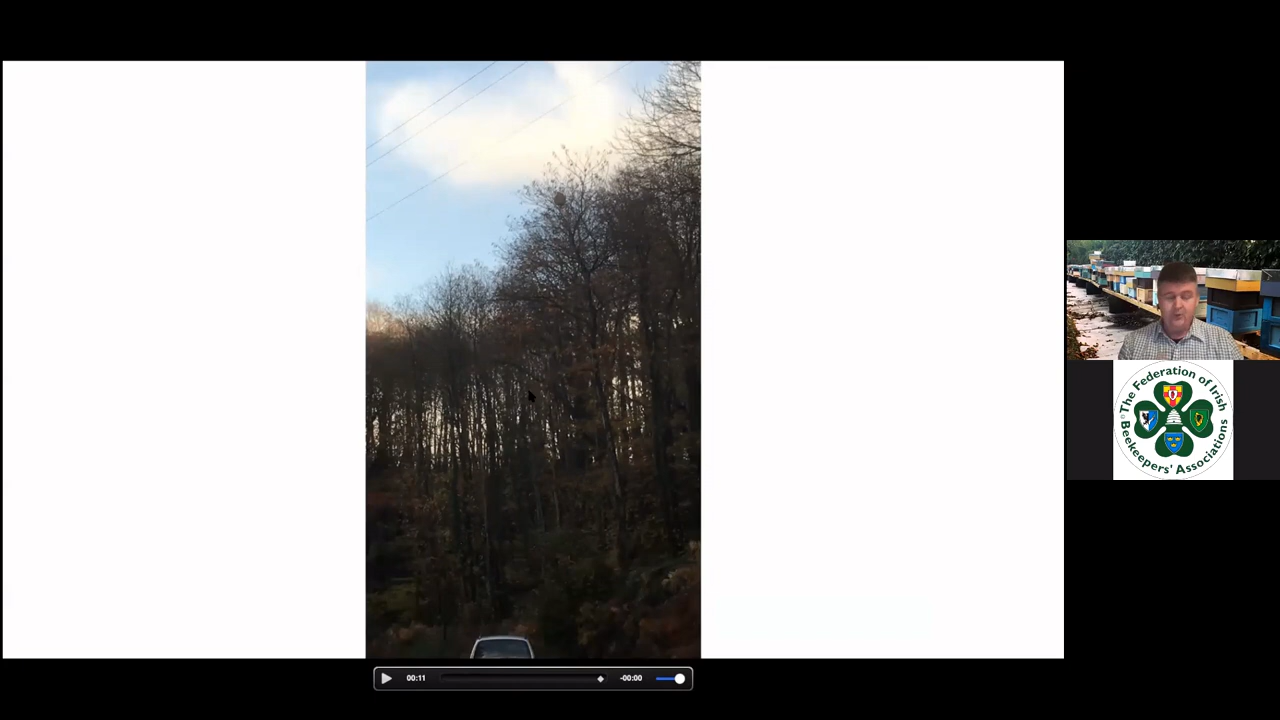 00:11
-00:00
The Federation of Irish
Beekeepers' Associations
©